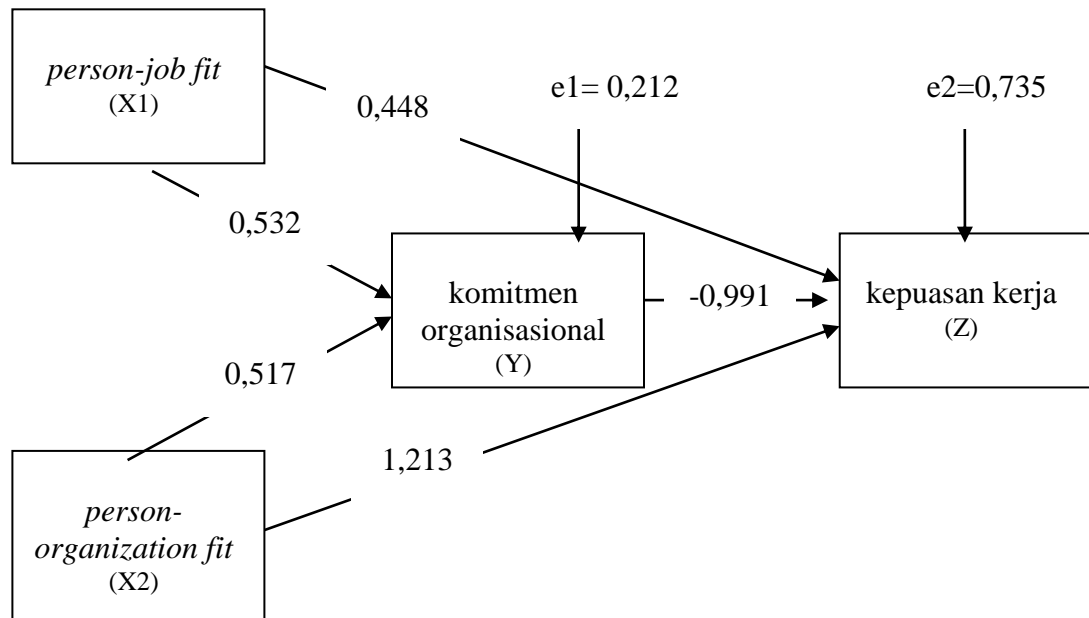 person-job fit
(X1)
e1= 0,212
e2=0,735
0,448
0,532
komitmen
organisasional
(Y)
-0,991
kepuasan kerja
(Z)
0,517
1,213
person-
organization fit
(X2)